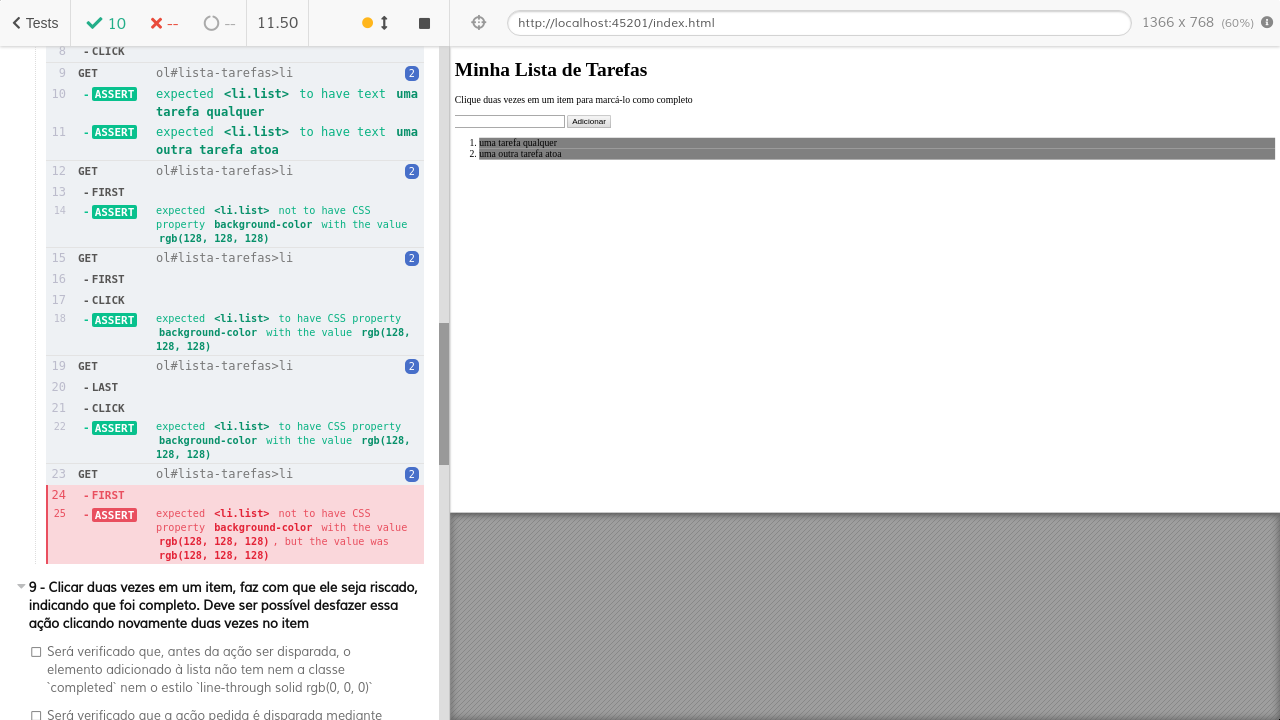 Tests
10
--
--
11.50
http://localhost:45201/index.html
1366 x 768 (60%)
8 - CLICK
9 GET ol#lista-tarefas>li 2
10 - ASSERT expected <li.list> to have text uma
tarefa qualquer
11 - ASSERT expected <li.list> to have text uma
outra tarefa atoa
12 GET ol#lista-tarefas>li 2
13 - FIRST
14 - ASSERT expected <li.list> not to have CSS
property background-color with the value
rgb(128, 128, 128)
15 GET ol#lista-tarefas>li 2
16 - FIRST
17 - CLICK
18 - ASSERT expected <li.list> to have CSS property
background-color with the value rgb(128,
128, 128)
19 GET ol#lista-tarefas>li 2
20 - LAST
21 - CLICK
22 - ASSERT expected <li.list> to have CSS property
background-color with the value rgb(128,
128, 128)
23 GET ol#lista-tarefas>li 2
24 - FIRST
25 - ASSERT expected <li.list> not to have CSS
property background-color with the value
rgb(128, 128, 128), but the value was
rgb(128, 128, 128)
9 - Clicar duas vezes em um item, faz com que ele seja riscado,
indicando que foi completo. Deve ser possível desfazer essa
ação clicando novamente duas vezes no item
Será verificado que, antes da ação ser disparada, o
elemento adicionado à lista não tem nem a classe
`completed` nem o estilo `line-through solid rgb(0, 0, 0)`
Será verificado que a ação pedida é disparada mediante
Minha Lista de Tarefas
Clique duas vezes em um item para marcá-lo como completo
Adicionar
1. uma tarefa qualquer
2. uma outra tarefa atoa